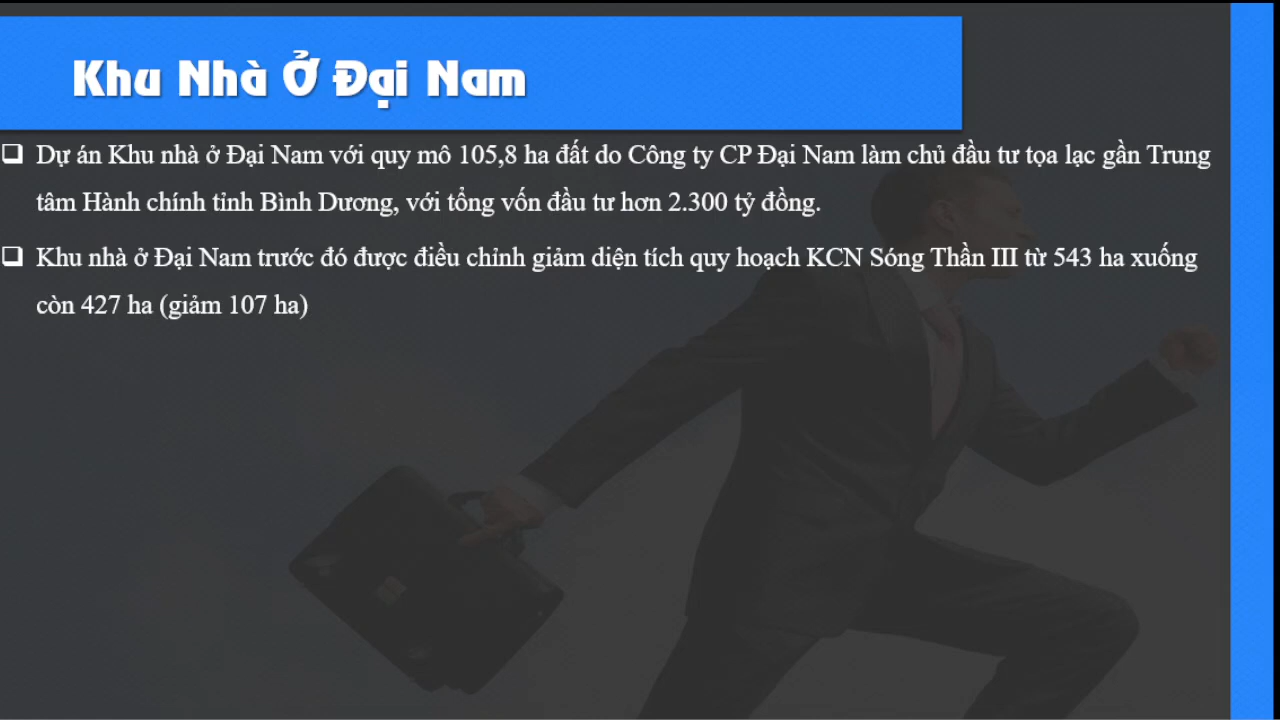 Khu Nhà Ở Đại Nam
Dự án Khu nhà ở Đại Nam với quy mô 105,8 ha đất do Công ty CP Đại Nam làm chủ đầu tư tọa lạc gần Trung
tâm Hành chính tỉnh Bình Dương, với tổng vốn đầu tư hơn 2.300 tỷ đồng.
Khu nhà ở Đại Nam trước đó được điều chỉnh giảm diện tích quy hoạch KCN Sóng Thần III từ 543 ha xuống
còn 427 ha (giảm 107 ha)